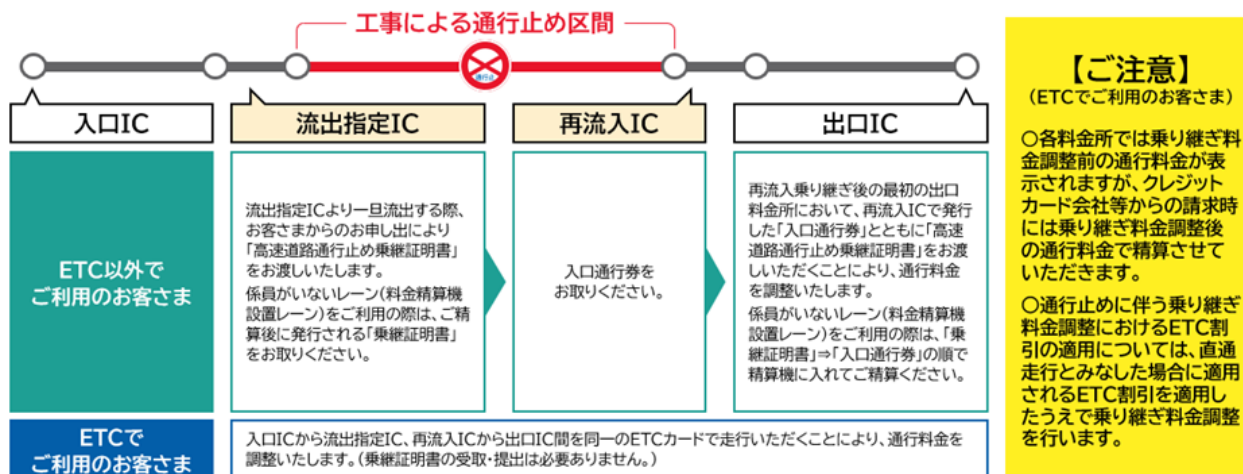 工事による通行止め区間
通行止
入口IC
流出指定IC
再流入IC
出口IC
ETC以外で
ご利用のお客さま
流出指定ICより一旦流出する際、
お客さまからのお申し出により
「高速道路通行止め乗継証明書」
をお渡しいたします。
係員がいないレーン(料金精算機
設置レーン)をご利用の際は、ご精
算後に発行される「乗継証明書」
をお取りください。
入口通行券を
お取りください。
再流入乗り継ぎ後の最初の出口
料金所において、再流入ICで発行
した「入口通行券」とともに「高速
道路通行止め乗継証明書」をお渡
しいただくことにより、通行料金
を調整いたします。
係員がいないレーン(料金精算機
設置レーン)をご利用の際は、「乗
継証明書」⇒「入口通行券」の順で
精算機に入れてご精算ください。
ETCで
ご利用のお客さま
入口ICから流出指定IC、再流入ICから出口IC間を同一のETCカードで走行いただくことにより、通行料金を
調整いたします。(乗継証明書の受取・提出は必要ありません。)
【ご注意】
(ETCでご利用のお客さま)
○各料金所では乗り継ぎ料
金調整前の通行料金が表
示されますが、クレジット
カード会社等からの請求時
には乗り継ぎ料金調整後
の通行料金で精算させて
いただきます。
○通行止めに伴う乗り継ぎ
料金調整におけるETC割
引の適用については、直通
走行とみなした場合に適用
されるETC割引を適用し
たうえで乗り継ぎ料金調整
を行います。